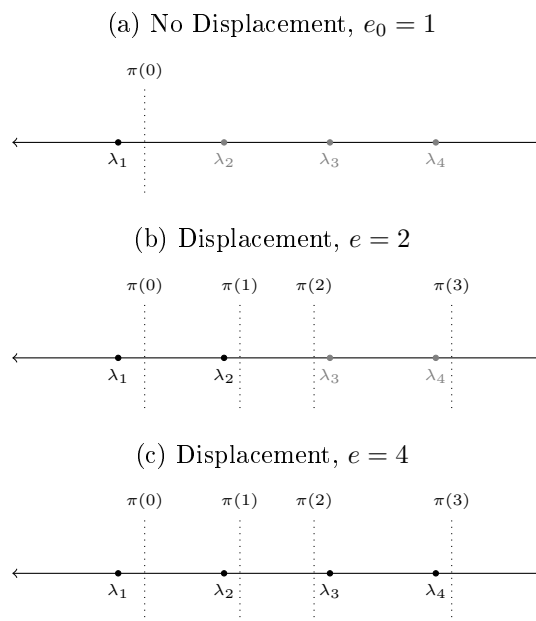 (a) No Displacement, e₀ = 1
π(0)
λ₁ λ₂ λ₃ λ₄
(b) Displacement, e = 2
π(0) π(1) π(2) π(3)
λ₁ λ₂ λ₃ λ₄
(c) Displacement, e = 4
π(0) π(1) π(2) π(3)
λ₁ λ₂ λ₃ λ₄